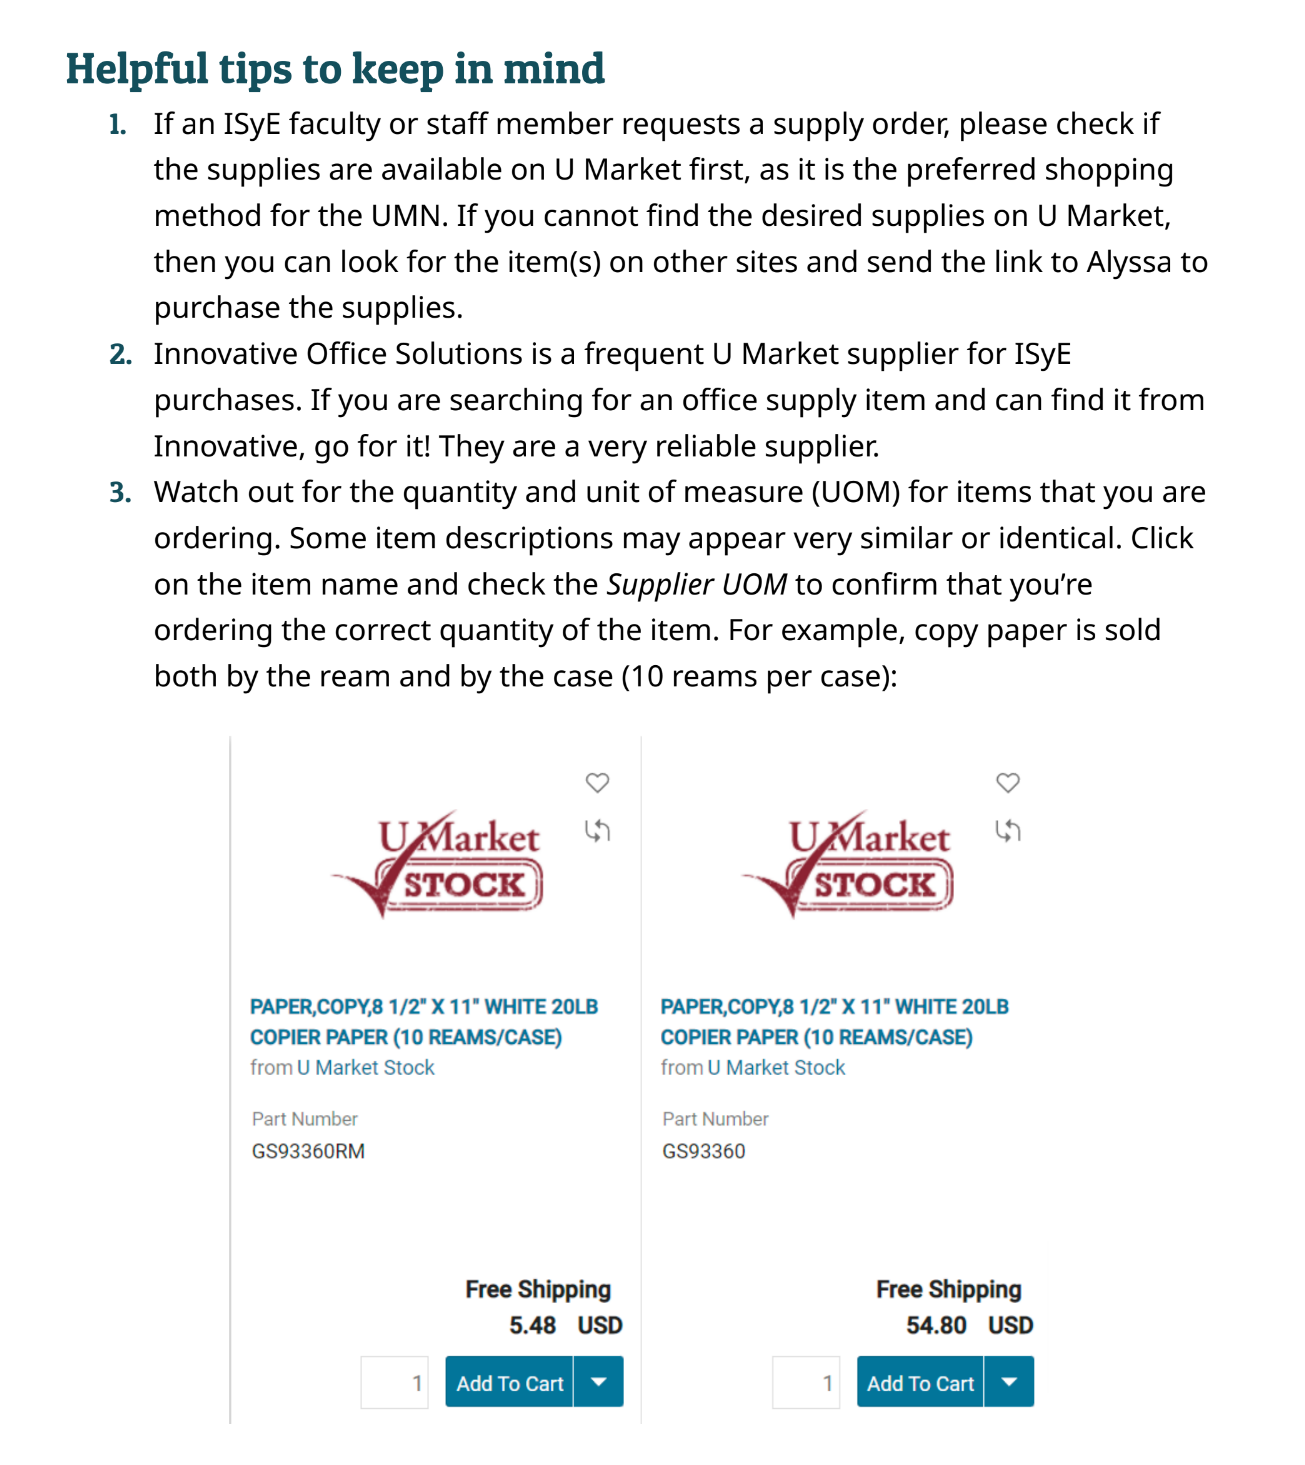 Helpful tips to keep in mind
1. If an ISyE faculty or staff member requests a supply order, please check if
the supplies are available on U Market first, as it is the preferred shopping
method for the UMN. If you cannot find the desired supplies on U Market,
then you can look for the item(s) on other sites and send the link to Alyssa to
purchase the supplies.
2. Innovative Office Solutions is a frequent U Market supplier for ISyE
purchases. If you are searching for an office supply item and can find it from
Innovative, go for it! They are a very reliable supplier.
3. Watch out for the quantity and unit of measure (UOM) for items that you are
ordering. Some item descriptions may appear very similar or identical. Click
on the item name and check the Supplier UOM to confirm that you’re
ordering the correct quantity of the item. For example, copy paper is sold
both by the ream and by the case (10 reams per case):
U Market
STOCK
PAPER,COPY,8 1/2" X 11" WHITE 20LB
COPIER PAPER (10 REAMS/CASE)
from U Market Stock
Part Number
GS93360RM
Free Shipping
5.48 USD
1 Add To Cart
U Market
STOCK
PAPER,COPY,8 1/2" X 11" WHITE 20LB
COPIER PAPER (10 REAMS/CASE)
from U Market Stock
Part Number
GS93360
Free Shipping
54.80 USD
1 Add To Cart